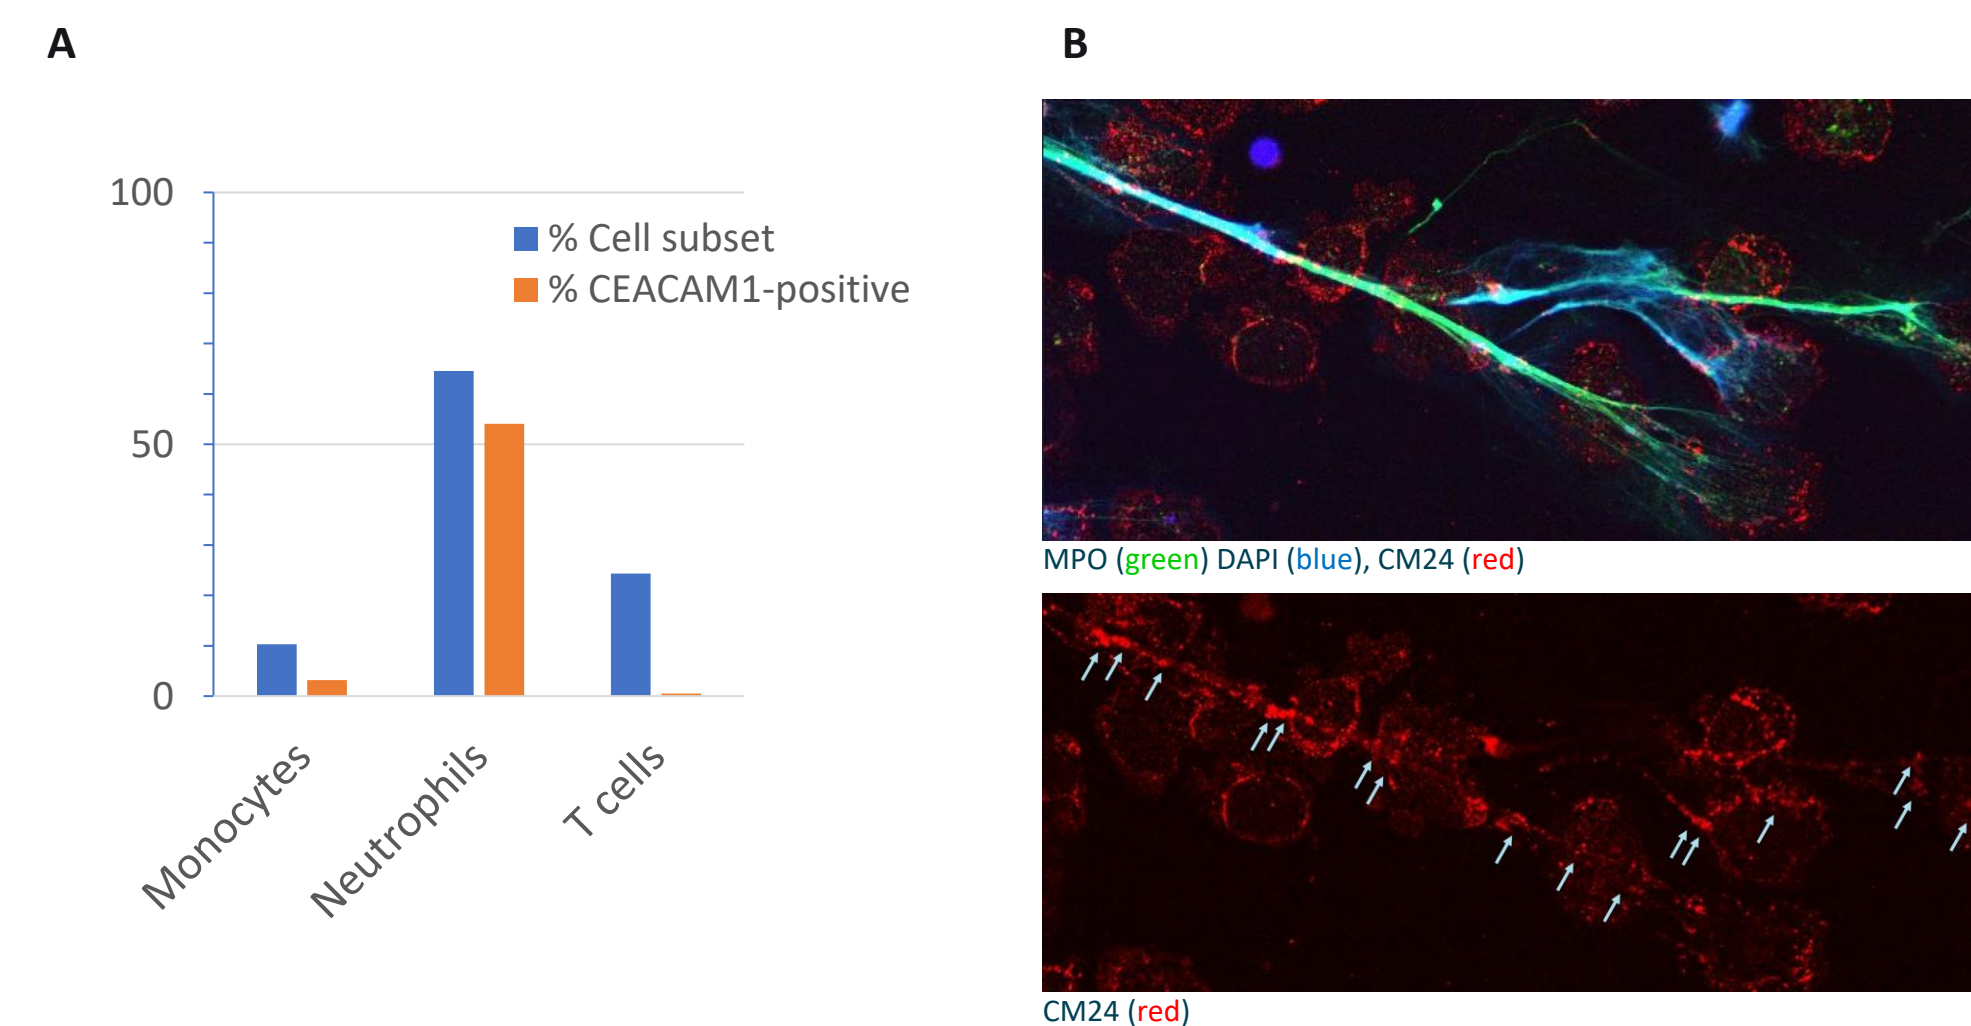 A
100
50
0
% Cell subset
% CEACAM1-positive
Monocytes
Neutrophils
T cells
B
MPO (green) DAPI (blue), CM24 (red)
CM24 (red)